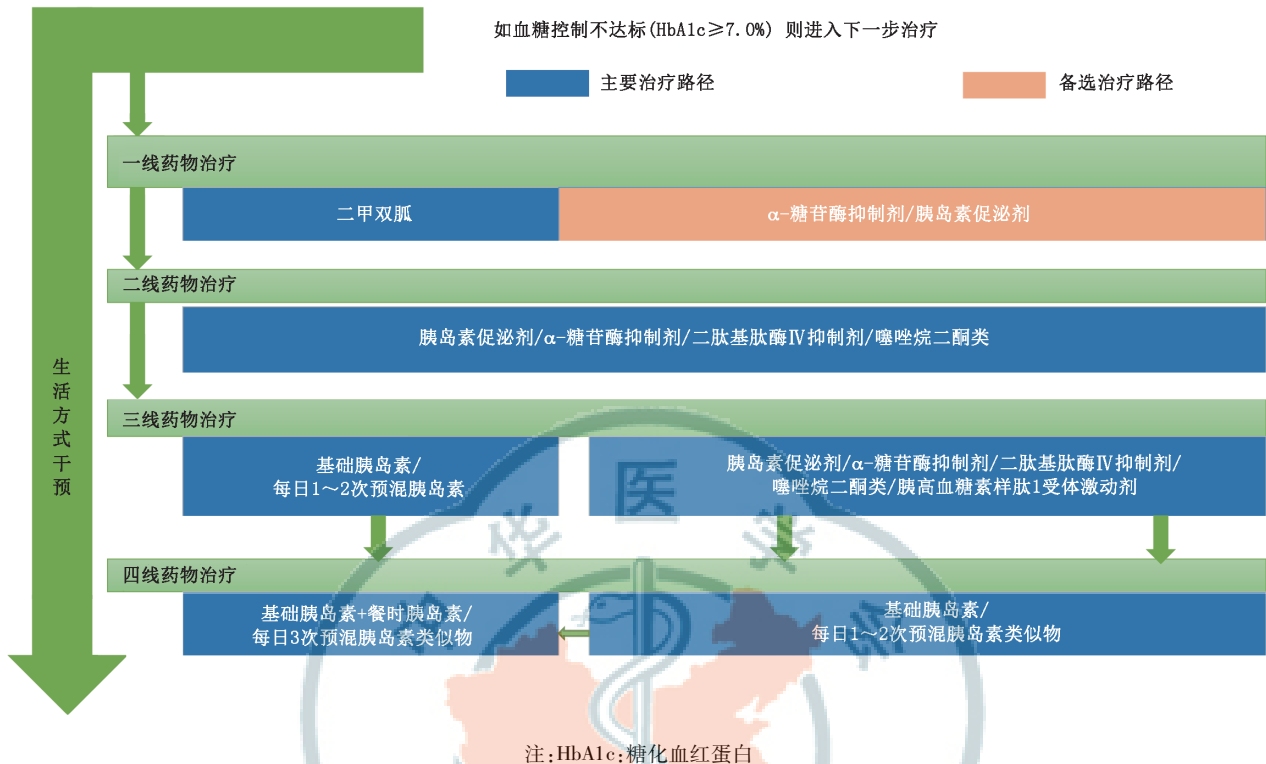 如血糖控制不达标(HbA1c≥7.0%) 则进入下一步治疗
主要治疗路径
备选治疗路径
一线药物治疗
二甲双胍
α-糖苷酶抑制剂/胰岛素促泌剂
二线药物治疗
胰岛素促泌剂/α-糖苷酶抑制剂/二肽基肽酶Ⅳ抑制剂/噻唑烷二酮类
生活方式干预
三线药物治疗
基础胰岛素/
每日1～2次预混胰岛素
胰岛素促泌剂/α-糖苷酶抑制剂/二肽基肽酶Ⅳ抑制剂/
噻唑烷二酮类/胰高血糖素样肽1受体激动剂
四线药物治疗
基础胰岛素+餐时胰岛素/
每日3次预混胰岛素类似物
基础胰岛素/
每日1～2次预混胰岛素类似物
中华医学会
注:HbA1c:糖化血红蛋白